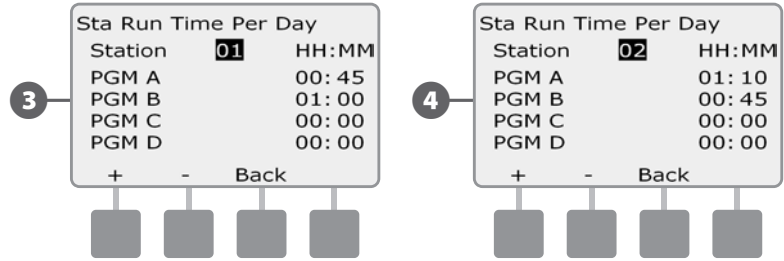 3
Sta Run Time Per Day
Station 01 HH:MM
PGM A 00:45
PGM B 01:00
PGM C 00:00
PGM D 00:00
+ - Back
4
Sta Run Time Per Day
Station 02 HH:MM
PGM A 01:10
PGM B 00:45
PGM C 00:00
PGM D 00:00
+ - Back